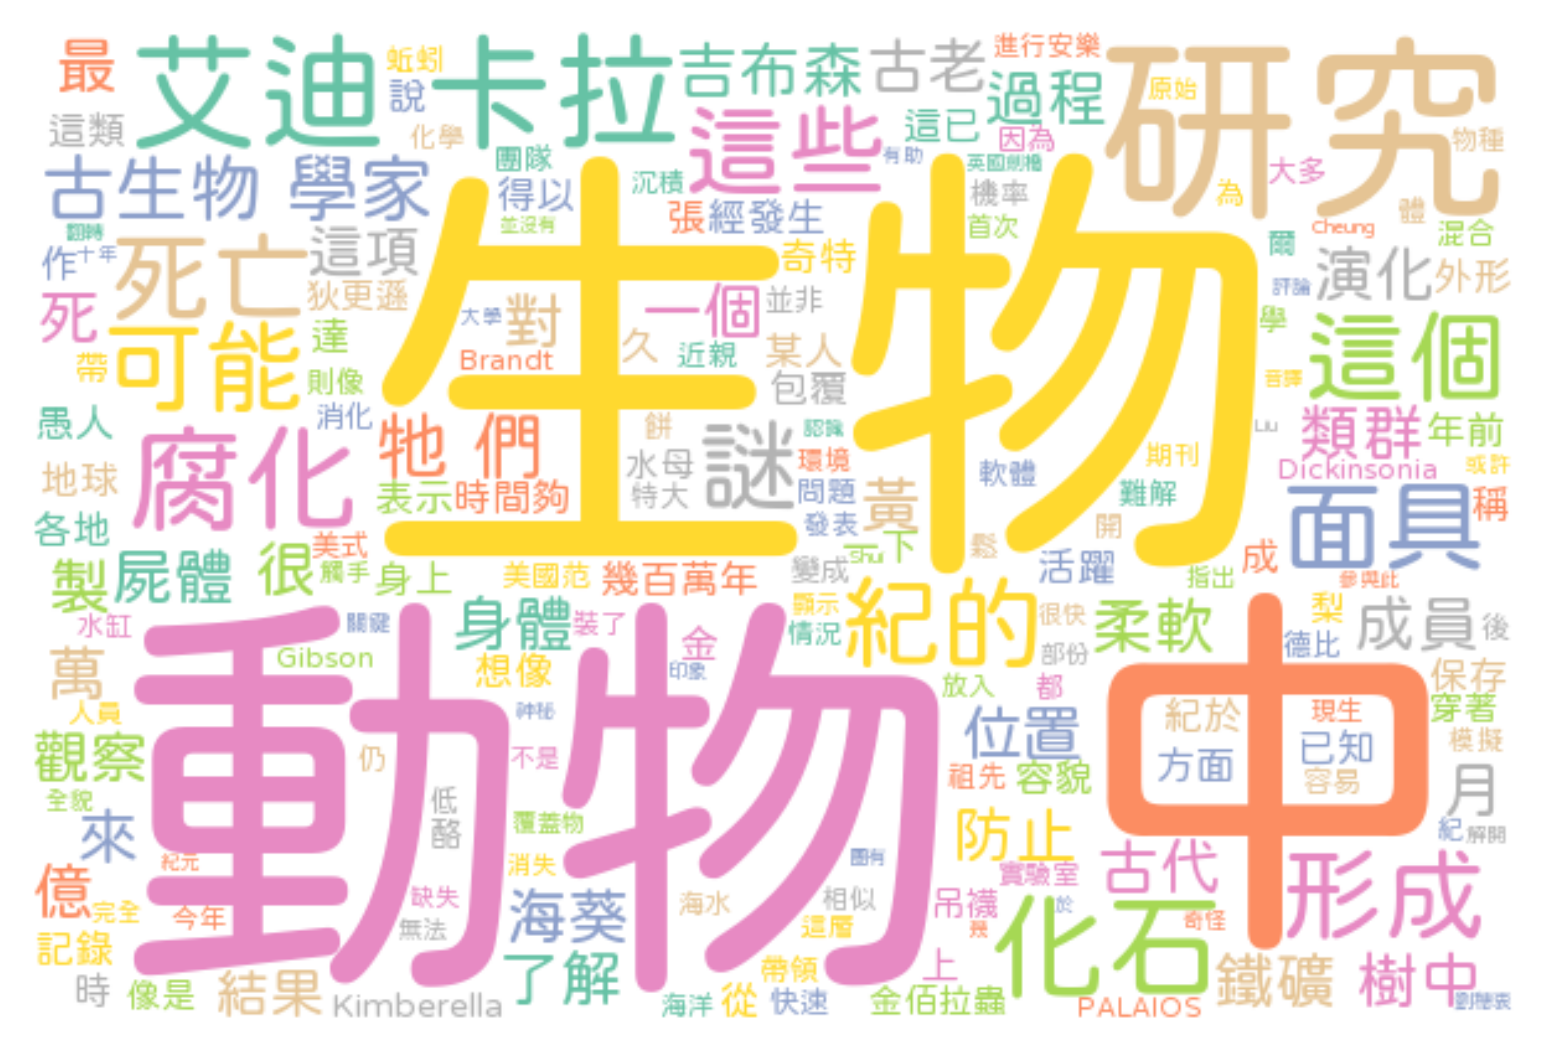 最
艾迪卡拉
蚯蚓
說
吉布森
古老
進行安樂
過程
研究
原始
物種
這類
化學
團隊
這些
有助
這已
因為
英國劍橋
大多
古生物
學家
得以
沉積
機率
為
體
翻轉
並沒有
張
經發生
首次
爾
Cheung
混合
作
十年
死亡
這項
生物
奇特
評論
演化
外形
死
狄更遜
大學
對
一個
並非
學
可能
達
Brandt
久
近親
某人
這個
帶
則像
包覆
音譯
愚人
消化
牠
們
餅
謎
認識
Liu
類群
年前
腐化
水母
環境
軟體
期刊
Dickinsonia
或許
地球
表示
時間夠
特大
問題
黃
難解
面具
稱
各地
發表
開
美式
一下
鬆
成
製
屍體
很
觸手
身上
美國范
幾百萬年
變成
Shu
活躍
指出
參與此
水缸
關鍵
身體
裝了
顯示
紀的
很快
柔軟
梨
成員
後
Gibson
金
情況
部份
德比
萬
想像
印象
放入
都
保存
人員
動物
神秘
中
紀於
現生
穿著
觀察
仍
不是
位置
方面
已知
模擬
全貌
低
酪
祖先
容貌
容易
月
來
覆蓋物
防止
紀
解開
紀元
消失
固有
實驗室
古代
形成
億
完全
今年
缺失
海葵
海水
相似
吊襪
於
無法
這層
幾
化石
奇怪
記錄
時
像是
結果
Kimberella
了解
海洋
帶領
從
快速
上
金伯拉蟲
PALAIOS
鐵礦
樹中